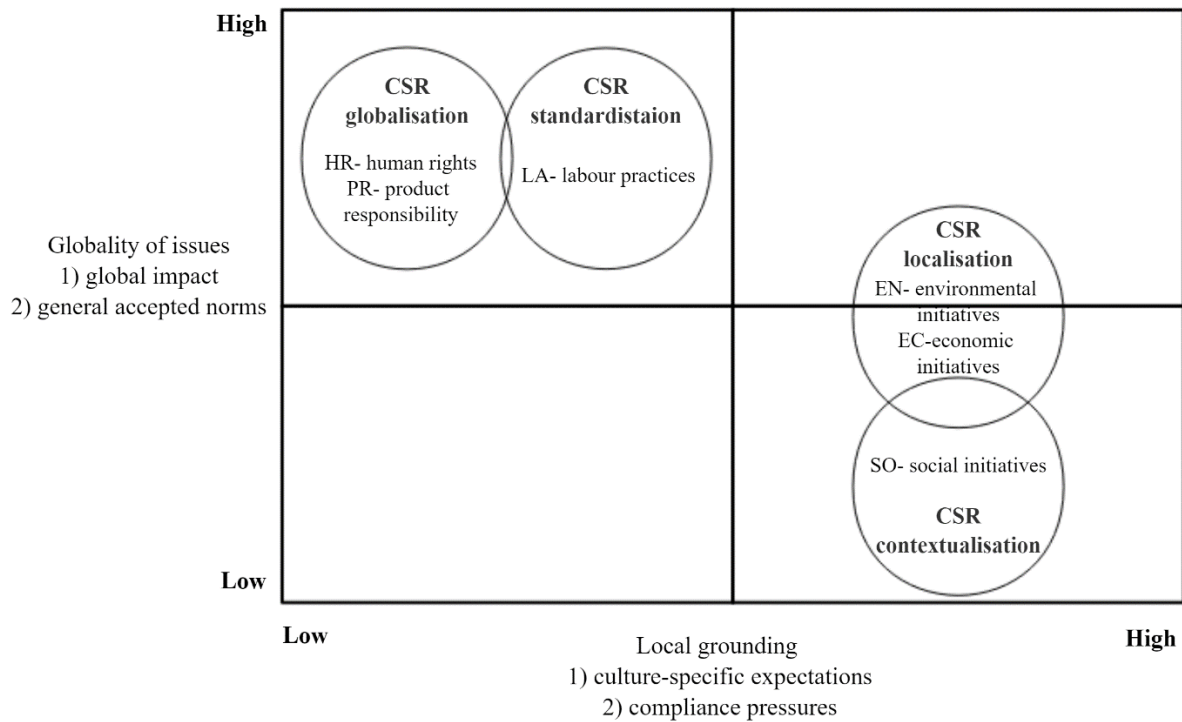 High
CSR
globalisation
HR- human rights
PR- product
responsibility
CSR
standardistaion
LA- labour practices
Globality of issues
1) global impact
2) general accepted norms
CSR
localisation
EN- environmental
initiatives
EC-economic
initiatives
SO- social initiatives
CSR
contextualisation
Low
Low
Local grounding
1) culture-specific expectations
2) compliance pressures
High